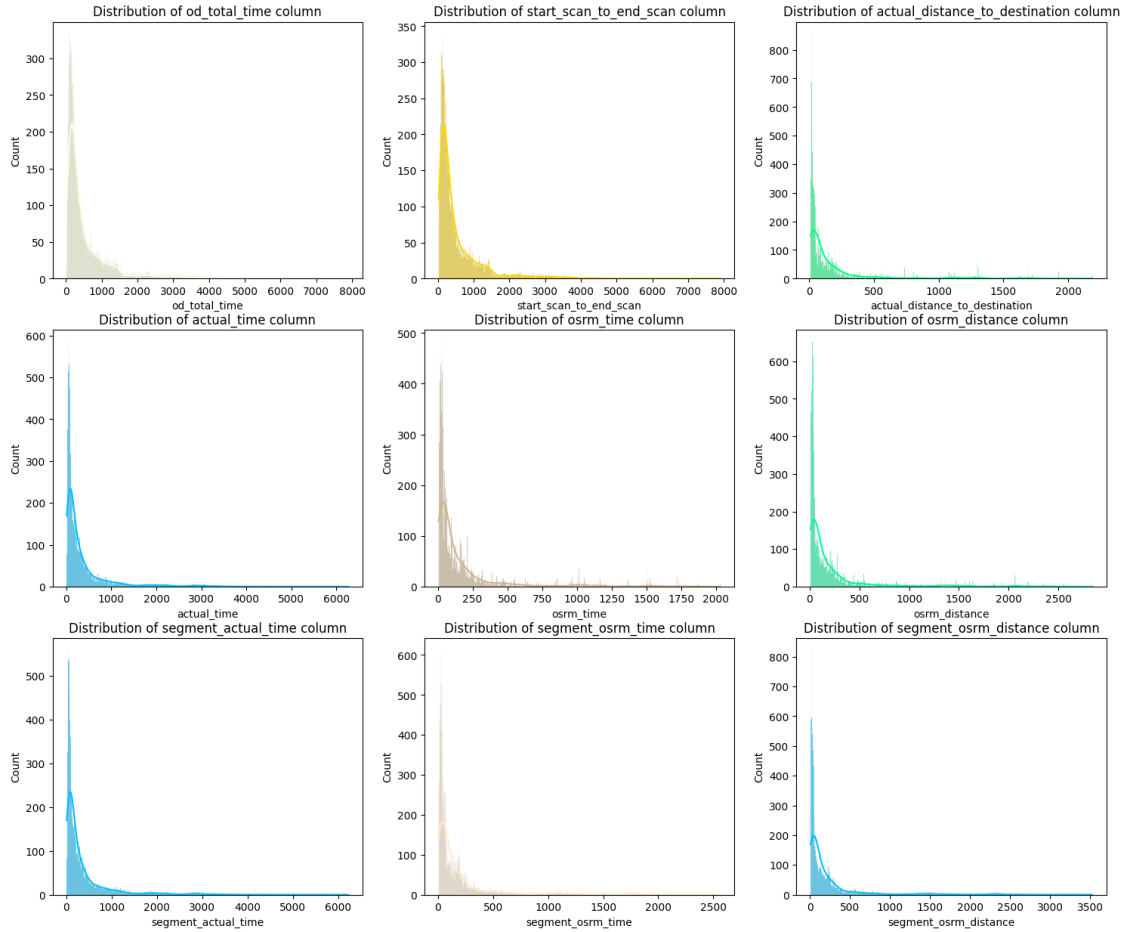 Distribution of od_total_time column
Count
300
250
200
150
100
50
0
0 1000 2000 3000 4000 5000 6000 7000 8000
od_total_time
Distribution of start_scan_to_end_scan column
Count
350
300
250
200
150
100
50
0
0 1000 2000 3000 4000 5000 6000 7000 8000
start_scan_to_end_scan
Distribution of actual_distance_to_destination column
Count
800
700
600
500
400
300
200
100
0
0 500 1000 1500 2000
actual_distance_to_destination
Distribution of actual_time column
Count
600
500
400
300
200
100
0
0 1000 2000 3000 4000 5000 6000
actual_time
Distribution of osrm_time column
Count
500
400
300
200
100
0
0 250 500 750 1000 1250 1500 1750 2000
osrm_time
Distribution of osrm_distance column
Count
600
500
400
300
200
100
0
0 500 1000 1500 2000 2500
osrm_distance
Distribution of segment_actual_time column
Count
500
400
300
200
100
0
0 1000 2000 3000 4000 5000 6000
segment_actual_time
Distribution of segment_osrm_time column
Count
600
500
400
300
200
100
0
0 500 1000 1500 2000 2500
segment_osrm_time
Distribution of segment_osrm_distance column
Count
800
700
600
500
400
300
200
100
0
0 500 1000 1500 2000 2500 3000 3500
segment_osrm_distance